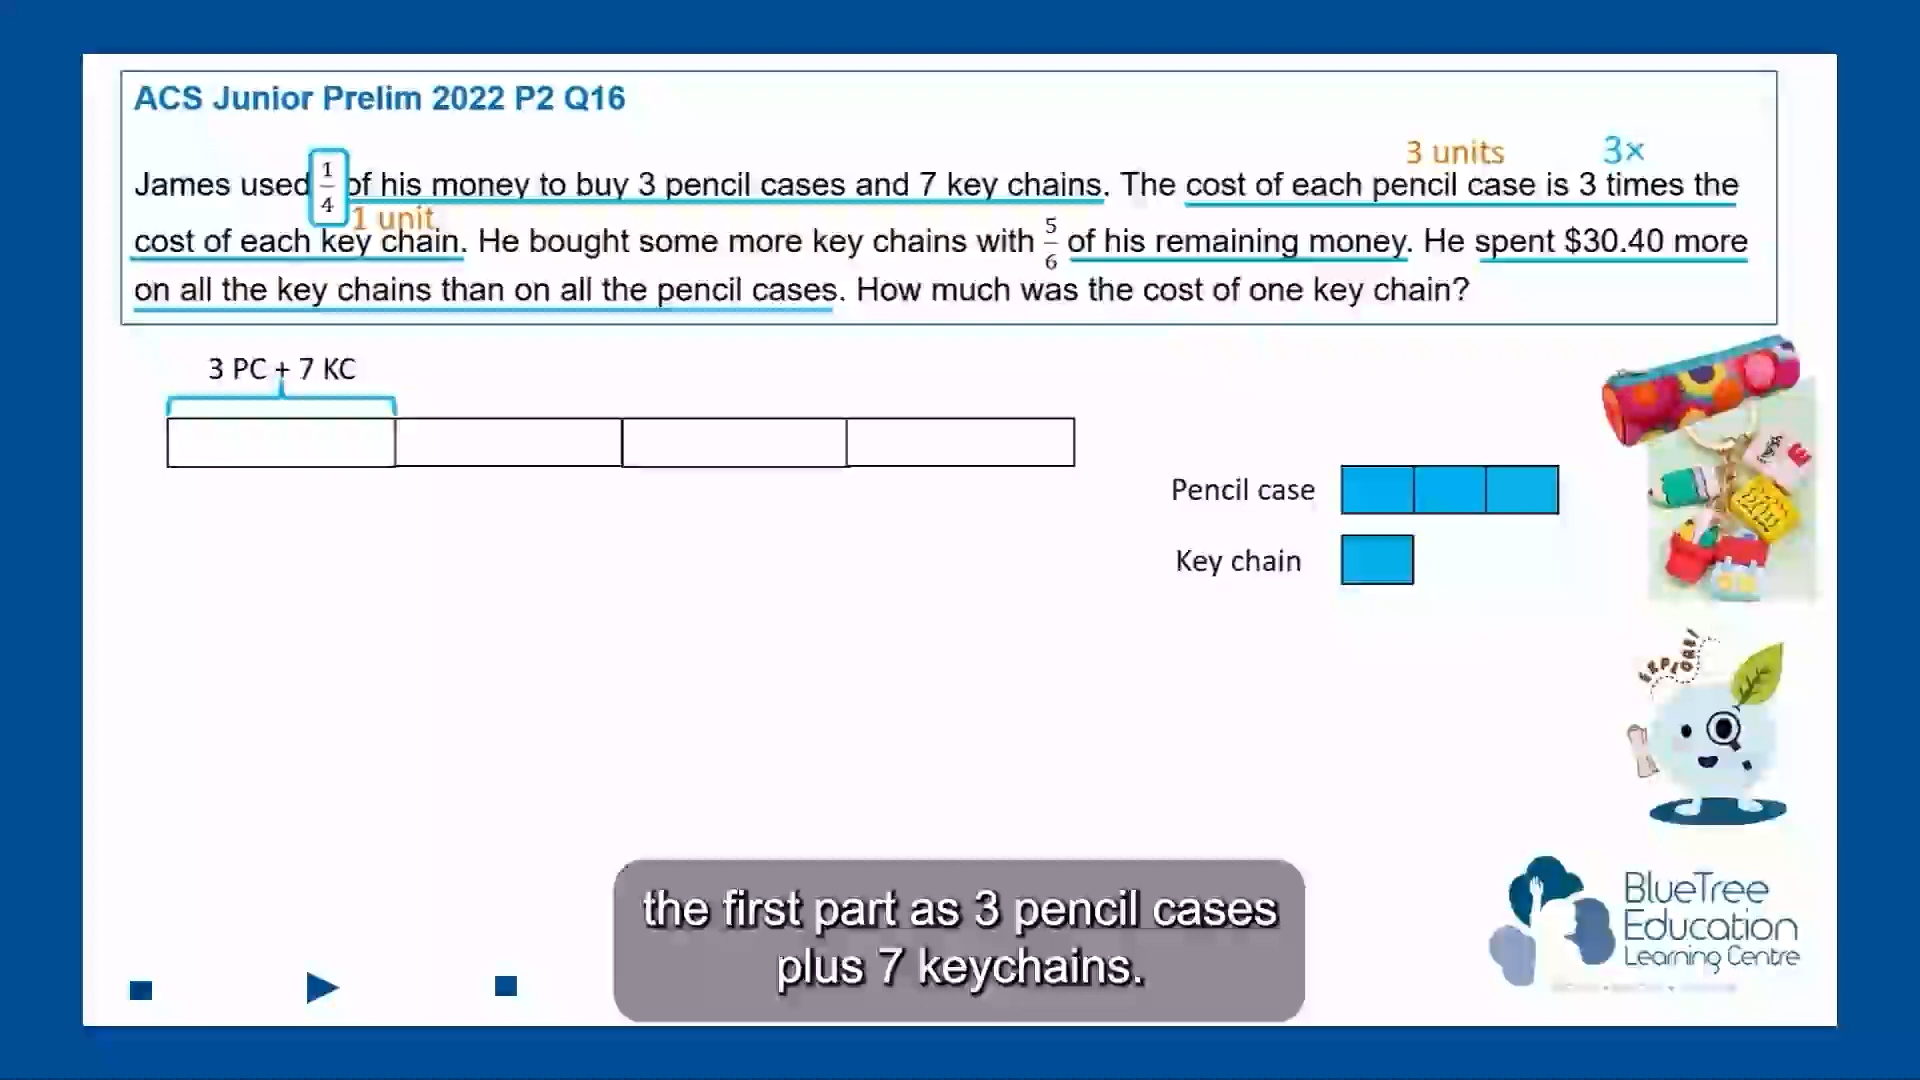 ACS Junior Prelim 2022 P2 Q16
3 units 3×
James used 1/4 of his money to buy 3 pencil cases and 7 key chains. The cost of each pencil case is 3 times the
1 unit
cost of each key chain. He bought some more key chains with 5/6 of his remaining money. He spent $30.40 more
on all the key chains than on all the pencil cases. How much was the cost of one key chain?
3 PC + 7 KC
Pencil case
Key chain
EXPLORE!
the first part as 3 pencil cases
plus 7 keychains.
BlueTree
Education
Learning Centre